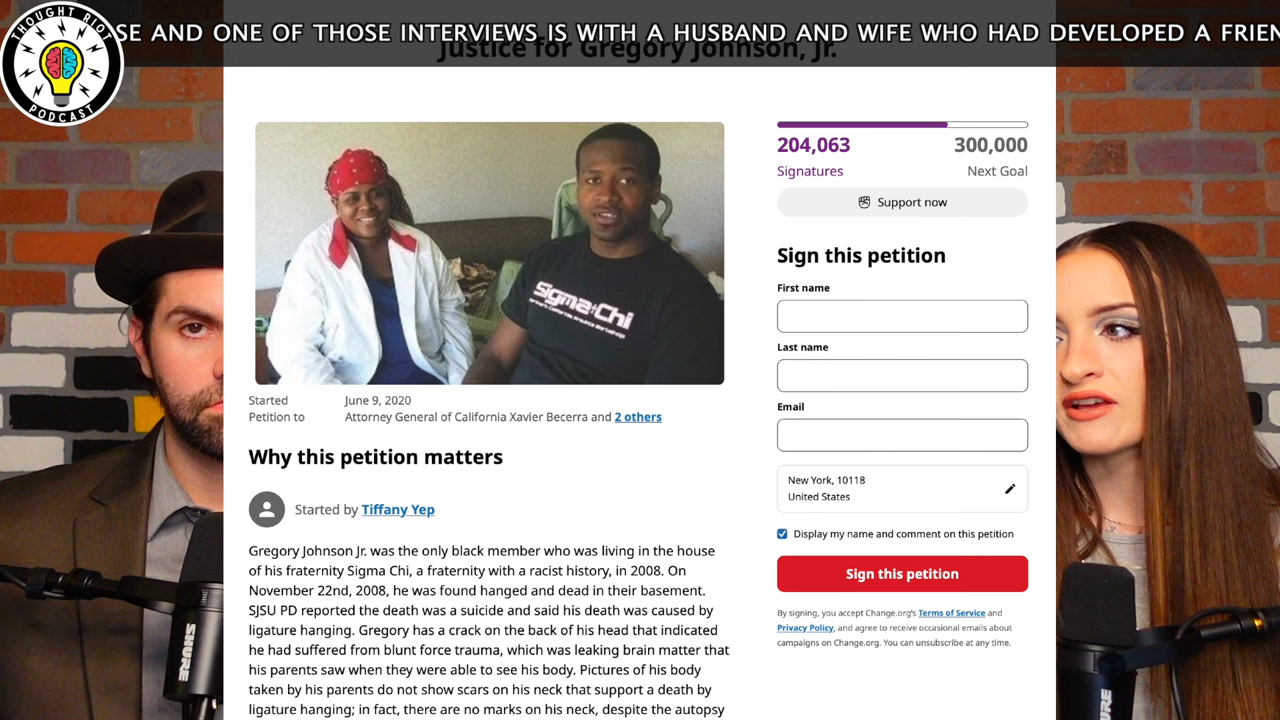 THOUGHT RIOT
PODCAST
SE AND ONE OF THOSE INTERVIEWS IS WITH A HUSBAND AND WIFE WHO HAD DEVELOPED A FRIEN
Justice for Gregory Johnson, Jr.
Sigma Chi
204,063
300,000
Signatures
Next Goal
Support now
Sign this petition
First name
Last name
Email
New York, 10118
United States
Display my name and comment on this petition
Sign this petition
By signing, you accept Change.org's Terms of Service and
Privacy Policy, and agree to receive occasional emails about
campaigns on Change.org. You can unsubscribe at any time.
Started June 9, 2020
Petition to Attorney General of California Xavier Becerra and 2 others
Why this petition matters
Started by Tiffany Yep
Gregory Johnson Jr. was the only black member who was living in the house
of his fraternity Sigma Chi, a fraternity with a racist history, in 2008. On
November 22nd, 2008, he was found hanged and dead in their basement.
SJSU PD reported the death was a suicide and said his death was caused by
ligature hanging. Gregory has a crack on the back of his head that indicated
he had suffered from blunt force trauma, which was leaking brain matter that
his parents saw when they were able to see his body. Pictures of his body
taken by his parents do not show scars on his neck that support a death by
ligature hanging; in fact, there are no marks on his neck, despite the autopsy
SHURE